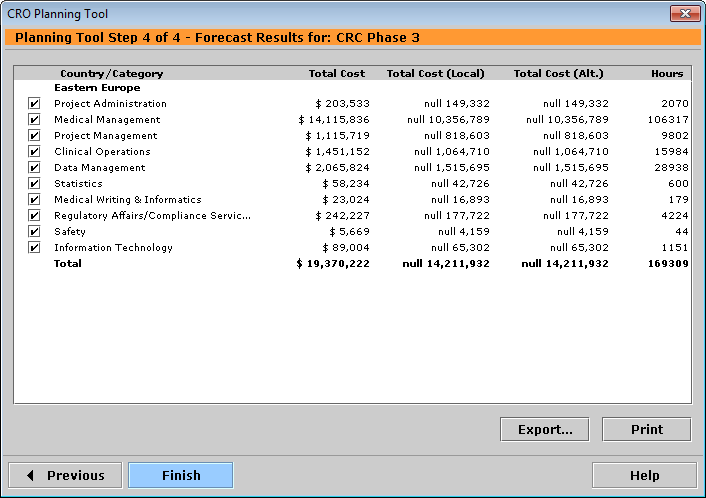 CRO Planning Tool
Planning Tool Step 4 of 4 - Forecast Results for: CRC Phase 3
Country/Category Total Cost Total Cost (Local) Total Cost (Alt.) Hours
Eastern Europe
Project Administration $ 203,533 null 149,332 null 149,332 2070
Medical Management $ 14,115,836 null 10,356,789 null 10,356,789 106317
Project Management $ 1,115,719 null 818,603 null 818,603 9802
Clinical Operations $ 1,451,152 null 1,064,710 null 1,064,710 15984
Data Management $ 2,065,824 null 1,515,695 null 1,515,695 28938
Statistics $ 58,234 null 42,726 null 42,726 600
Medical Writing & Informatics $ 23,024 null 16,893 null 16,893 179
Regulatory Affairs/Compliance Servic... $ 242,227 null 177,722 null 177,722 4224
Safety $ 5,669 null 4,159 null 4,159 44
Information Technology $ 89,004 null 65,302 null 65,302 1151
Total $ 19,370,222 null 14,211,932 null 14,211,932 169309
Export... Print
Previous Finish Help